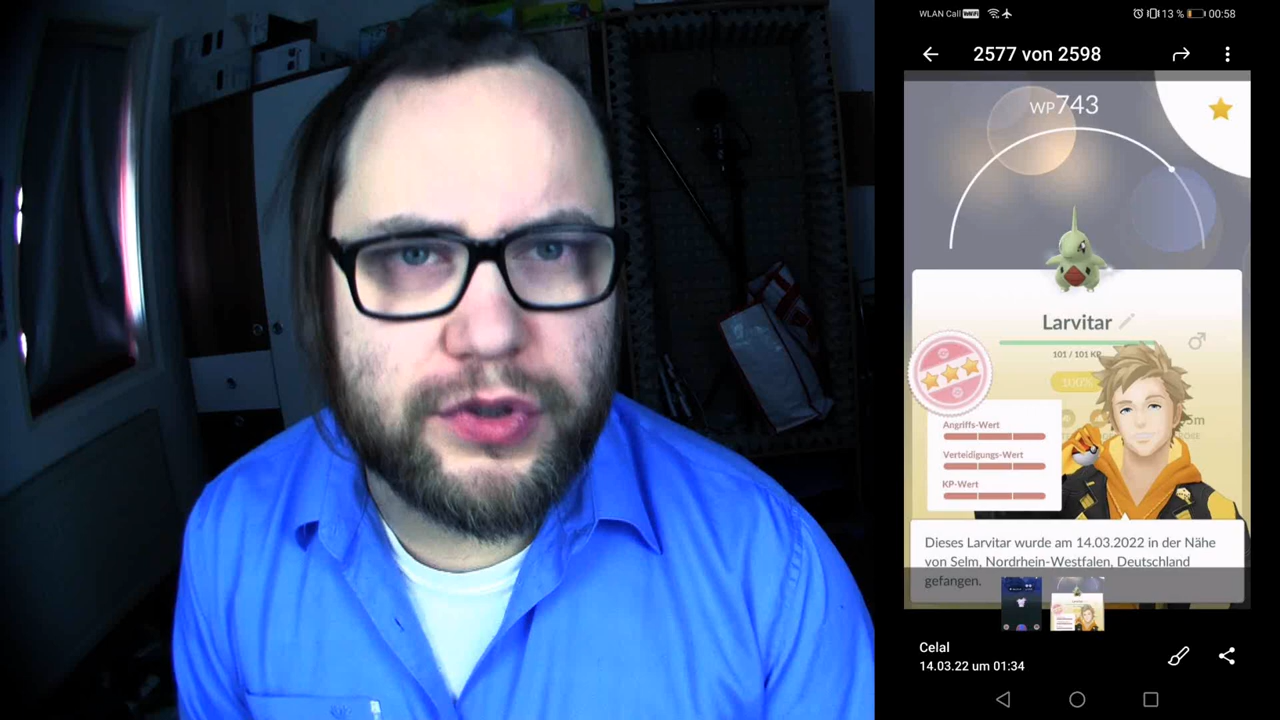 WLAN Call VoWiFi
13 % 00:58
2577 von 2598
WP743
Larvitar
101 / 101 KP
100%
Angriffs-Wert
Verteidigungs-Wert
KP-Wert
Dieses Larvitar wurde am 14.03.2022 in der Nähe
von Selm, Nordrhein-Westfalen, Deutschland
gefangen.
Celal
14.03.22 um 01:34